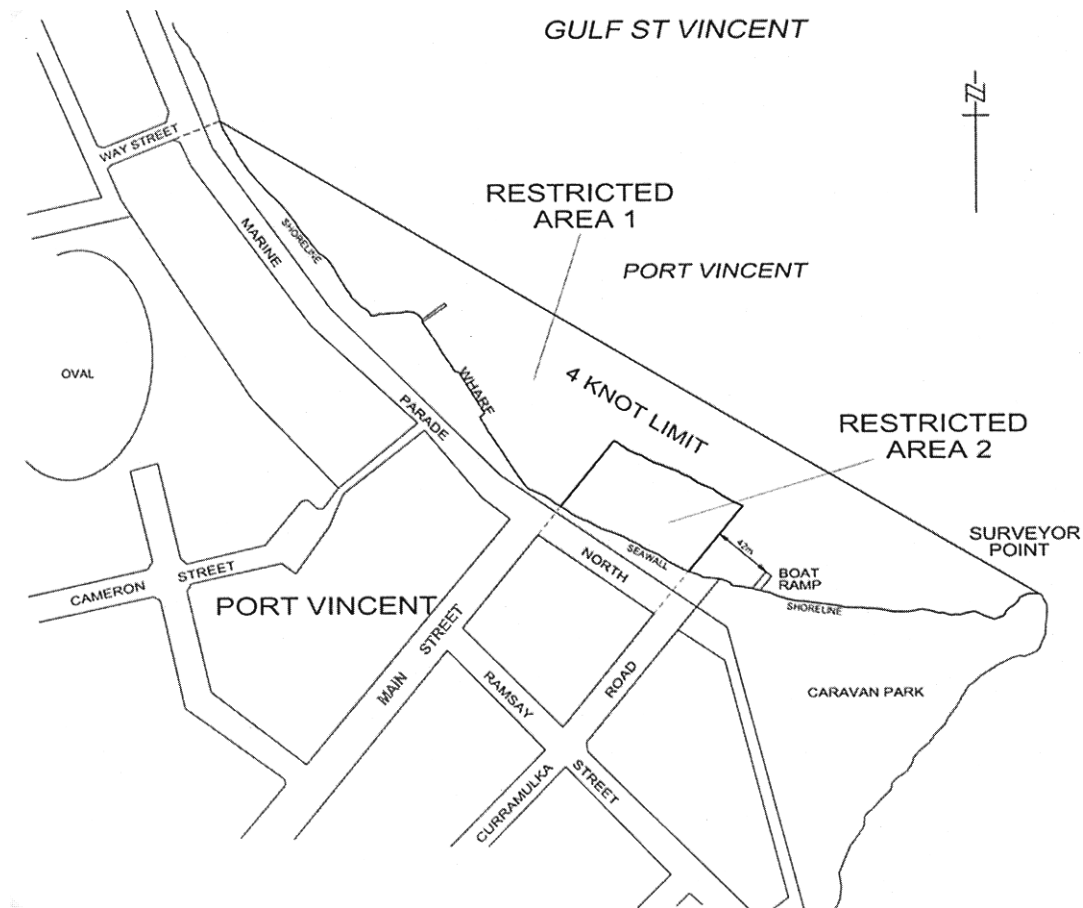 GULF ST VINCENT
N
WAY STREET
RESTRICTED
AREA 1
MARINE
SHORELINE
PORT VINCENT
OVAL
WHARF
4 KNOT LIMIT
PARADE
RESTRICTED
AREA 2
SURVEYOR
POINT
42m
SEAWALL
NORTH
BOAT
RAMP
SHORELINE
CAMERON STREET
PORT VINCENT
MAIN STREET
RAMSAY STREET
CURRAMULKA ROAD
CARAVAN PARK